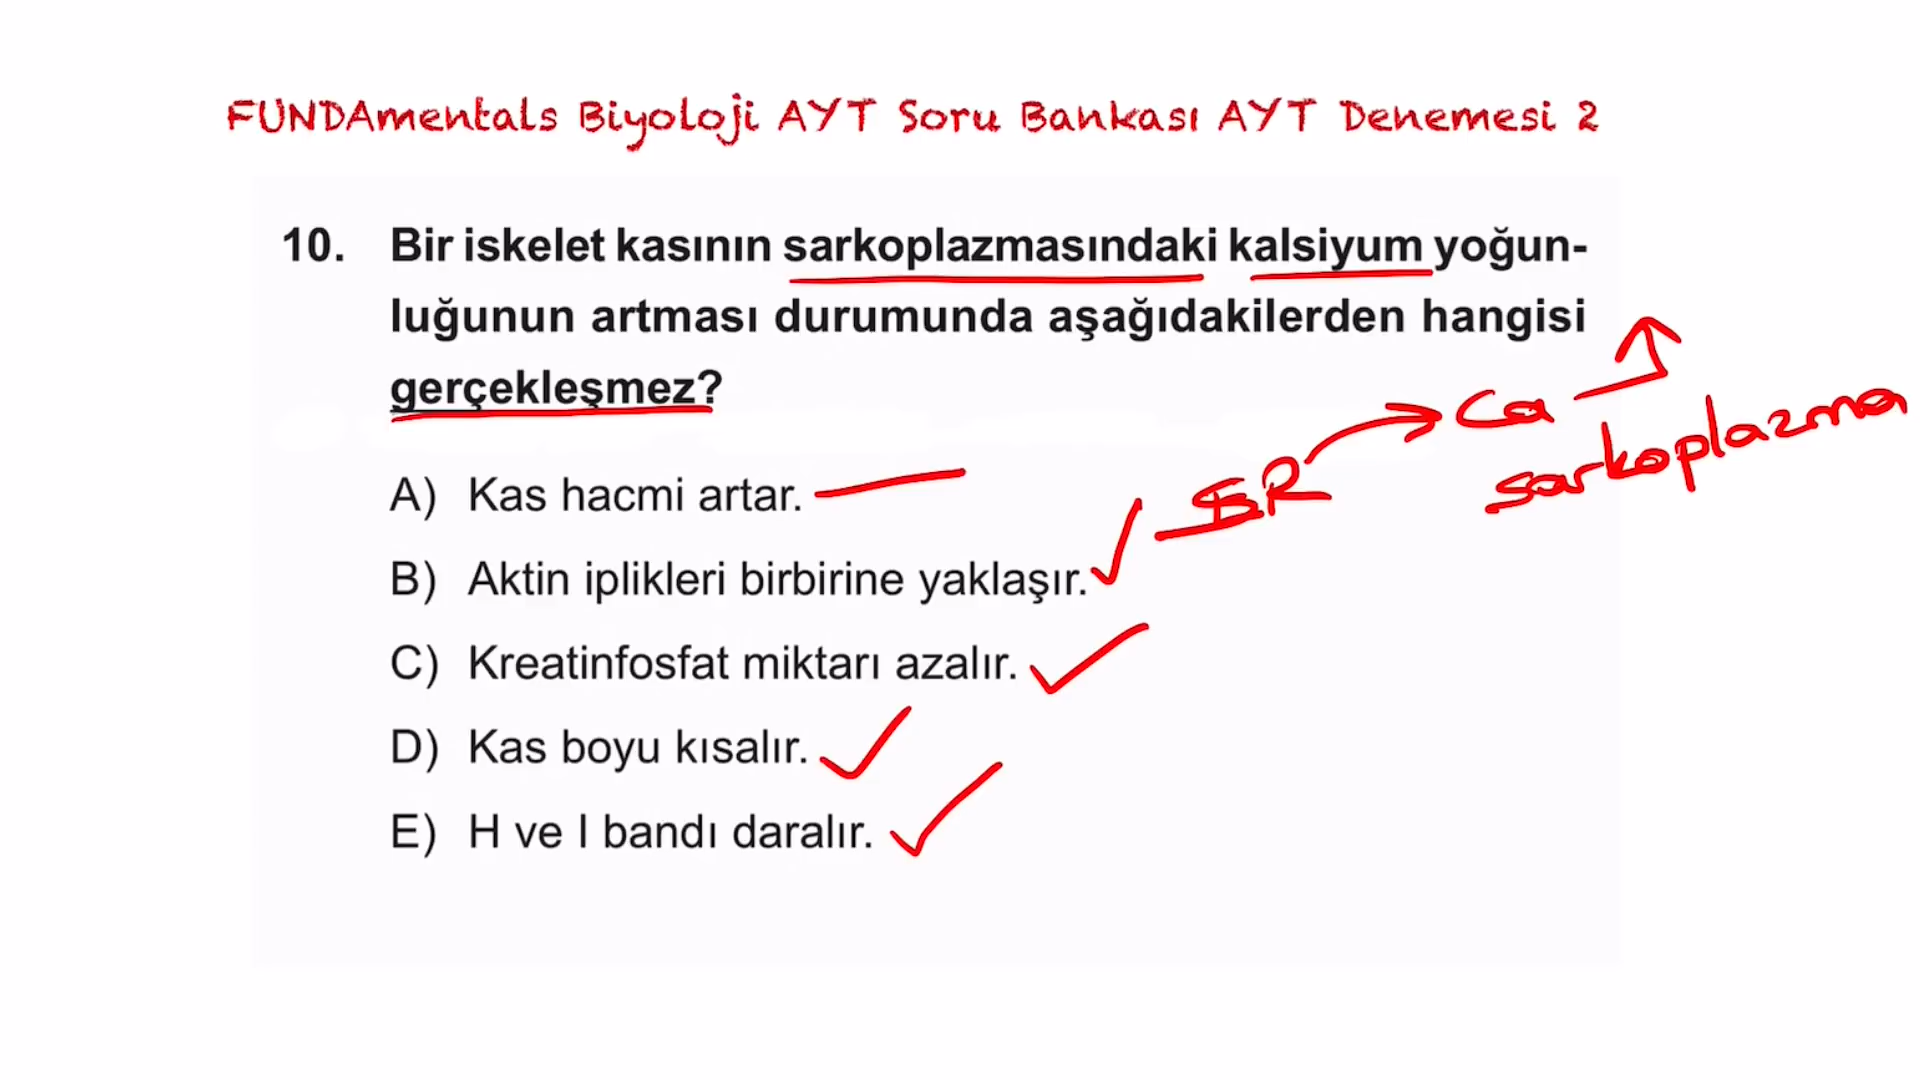 FUNDAmentals Biyoloji AYT Soru Bankası AYT Denemesi 2
10. Bir iskelet kasının sarkoplazmasındaki kalsiyum yoğun-
luğunun artması durumunda aşağıdakilerden hangisi
gerçekleşmez?
A) Kas hacmi artar.
B) Aktin iplikleri birbirine yaklaşır.
C) Kreatinfosfat miktarı azalır.
D) Kas boyu kısalır.
E) H ve I bandı daralır.
SR
Ca
sarkoplazma